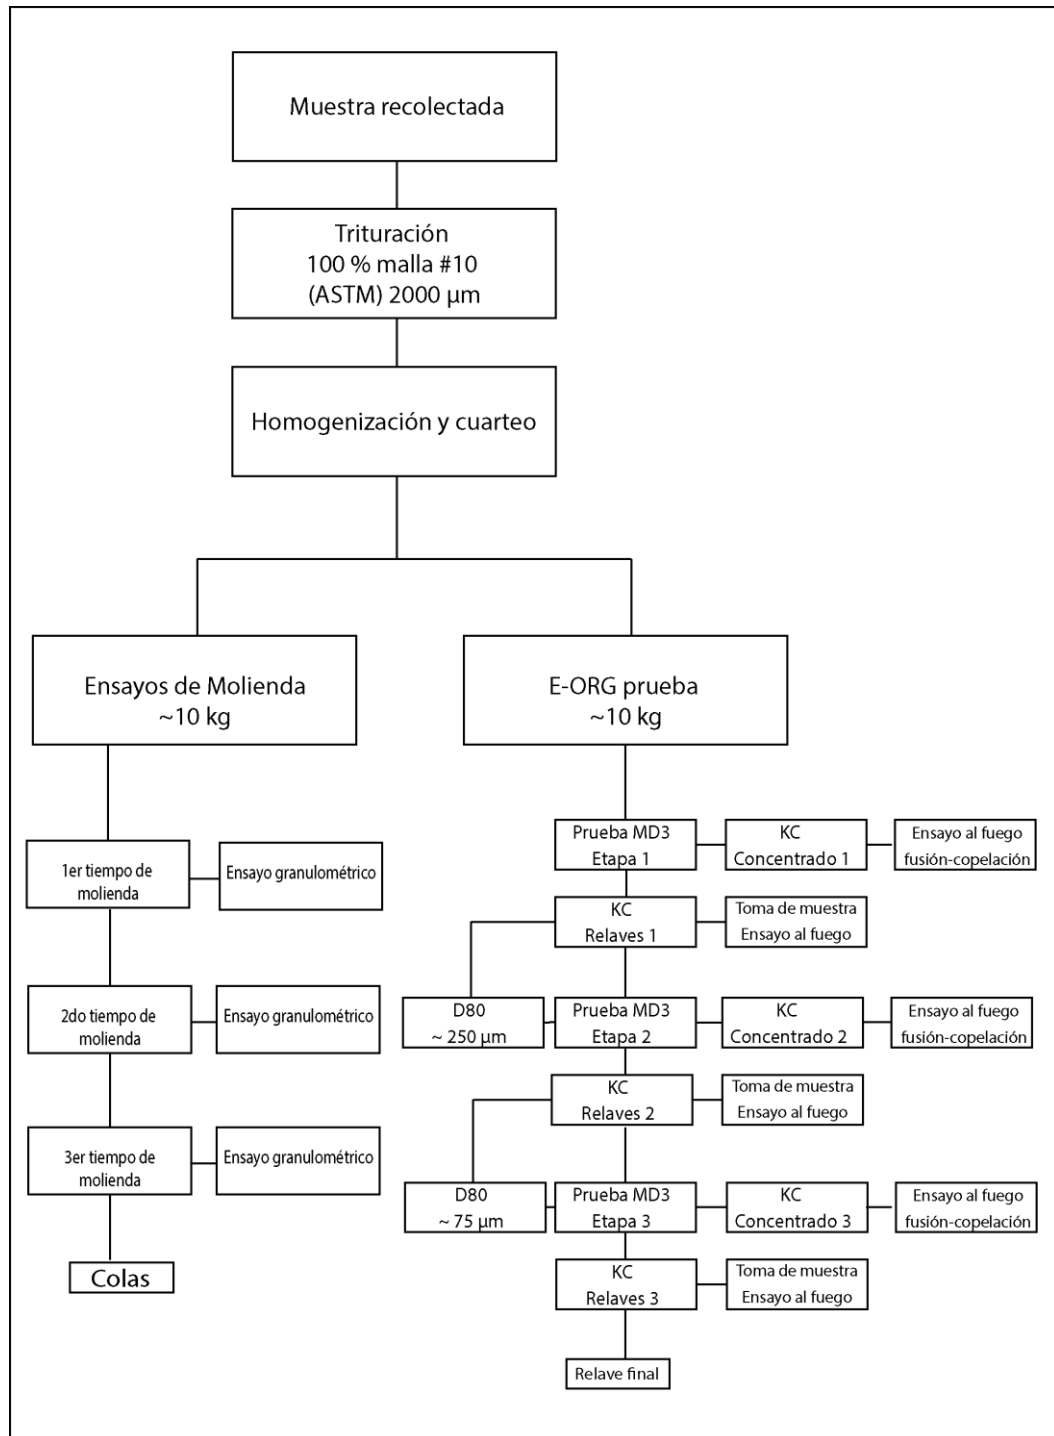 Muestra recolectada
Trituración
100 % malla #10
(ASTM) 2000 µm
Homogenización y cuarteo
Ensayos de Molienda
~10 kg
E-ORG prueba
~10 kg
1er tiempo de
molienda
Ensayo granulométrico
2do tiempo de
molienda
Ensayo granulométrico
3er tiempo de
molienda
Ensayo granulométrico
Colas
Prueba MD3
Etapa 1
KC
Concentrado 1
Ensayo al fuego
fusión-copelación
KC
Relaves 1
Toma de muestra
Ensayo al fuego
D80
~ 250 µm
Prueba MD3
Etapa 2
KC
Concentrado 2
Ensayo al fuego
fusión-copelación
KC
Relaves 2
Toma de muestra
Ensayo al fuego
D80
~ 75 µm
Prueba MD3
Etapa 3
KC
Concentrado 3
Ensayo al fuego
fusión-copelación
KC
Relaves 3
Toma de muestra
Ensayo al fuego
Relave final